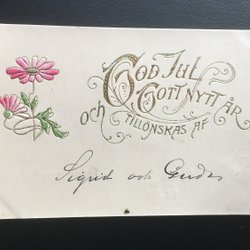 God Jul
och Gott nytt år
tillönskas af
Sigrid och Gerda